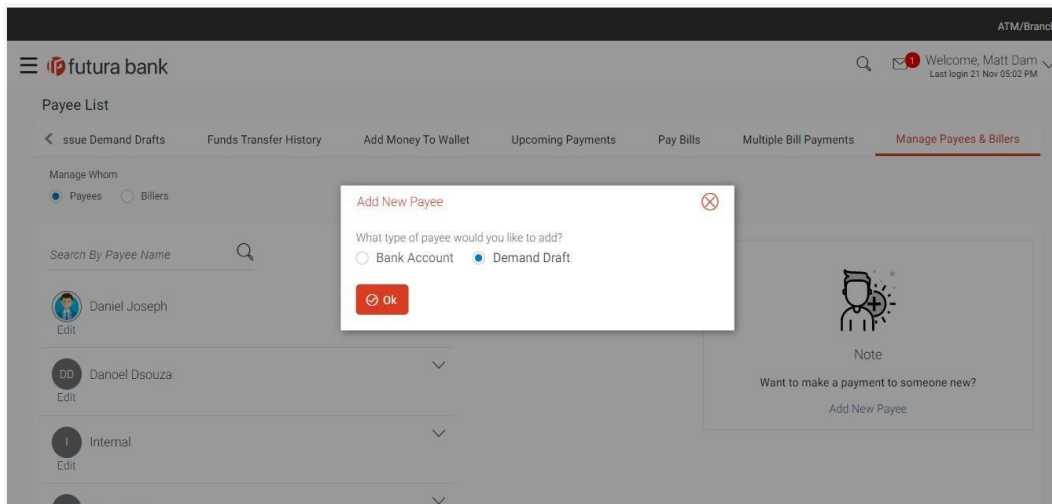 ATM/Branch
futura bank
1
Welcome, Matt Dam
Last login 21 Nov 05:02 PM
Payee List
ssue Demand Drafts Funds Transfer History Add Money To Wallet Upcoming Payments Pay Bills Multiple Bill Payments Manage Payees & Billers
Manage Whom
Payees Billers
Add New Payee
What type of payee would you like to add?
Bank Account Demand Draft
Ok
Search By Payee Name
Daniel Joseph
Edit
DD Danoel Dsouza
Edit
I Internal
Edit
Note
Want to make a payment to someone new?
Add New Payee